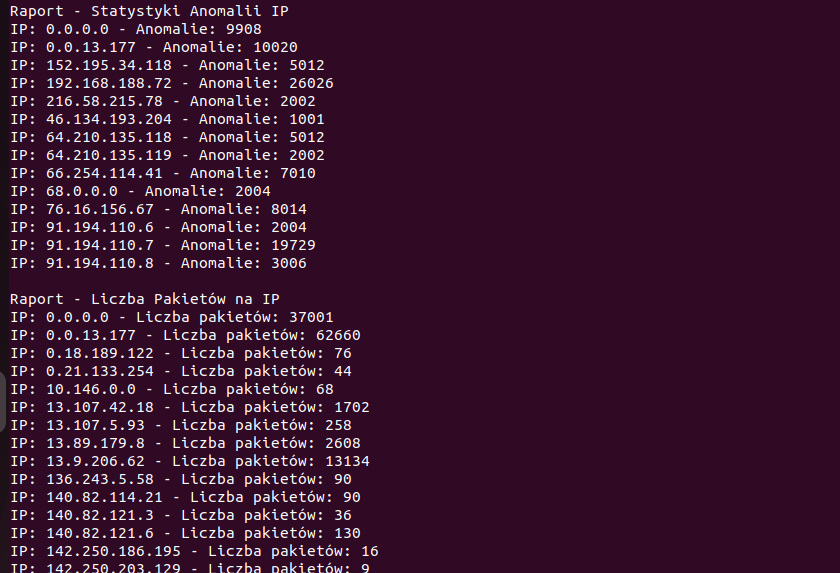 Raport - Statystyki Anomalii IP
IP: 0.0.0.0 - Anomalie: 9908
IP: 0.0.13.177 - Anomalie: 10020
IP: 152.195.34.118 - Anomalie: 5012
IP: 192.168.188.72 - Anomalie: 26026
IP: 216.58.215.78 - Anomalie: 2002
IP: 46.134.193.204 - Anomalie: 1001
IP: 64.210.135.118 - Anomalie: 5012
IP: 64.210.135.119 - Anomalie: 2002
IP: 66.254.114.41 - Anomalie: 7010
IP: 68.0.0.0 - Anomalie: 2004
IP: 76.16.156.67 - Anomalie: 8014
IP: 91.194.110.6 - Anomalie: 2004
IP: 91.194.110.7 - Anomalie: 19729
IP: 91.194.110.8 - Anomalie: 3006
Raport - Liczba Pakietów na IP
IP: 0.0.0.0 - Liczba pakietów: 37001
IP: 0.0.13.177 - Liczba pakietów: 62660
IP: 0.18.189.122 - Liczba pakietów: 76
IP: 0.21.133.254 - Liczba pakietów: 44
IP: 10.146.0.0 - Liczba pakietów: 68
IP: 13.107.42.18 - Liczba pakietów: 1702
IP: 13.107.5.93 - Liczba pakietów: 258
IP: 13.89.179.8 - Liczba pakietów: 2608
IP: 13.9.206.62 - Liczba pakietów: 13134
IP: 136.243.5.58 - Liczba pakietów: 90
IP: 140.82.114.21 - Liczba pakietów: 90
IP: 140.82.121.3 - Liczba pakietów: 36
IP: 140.82.121.6 - Liczba pakietów: 130
IP: 142.250.186.195 - Liczba pakietów: 16
IP: 142.250.203.129 - Liczba pakietów: 9